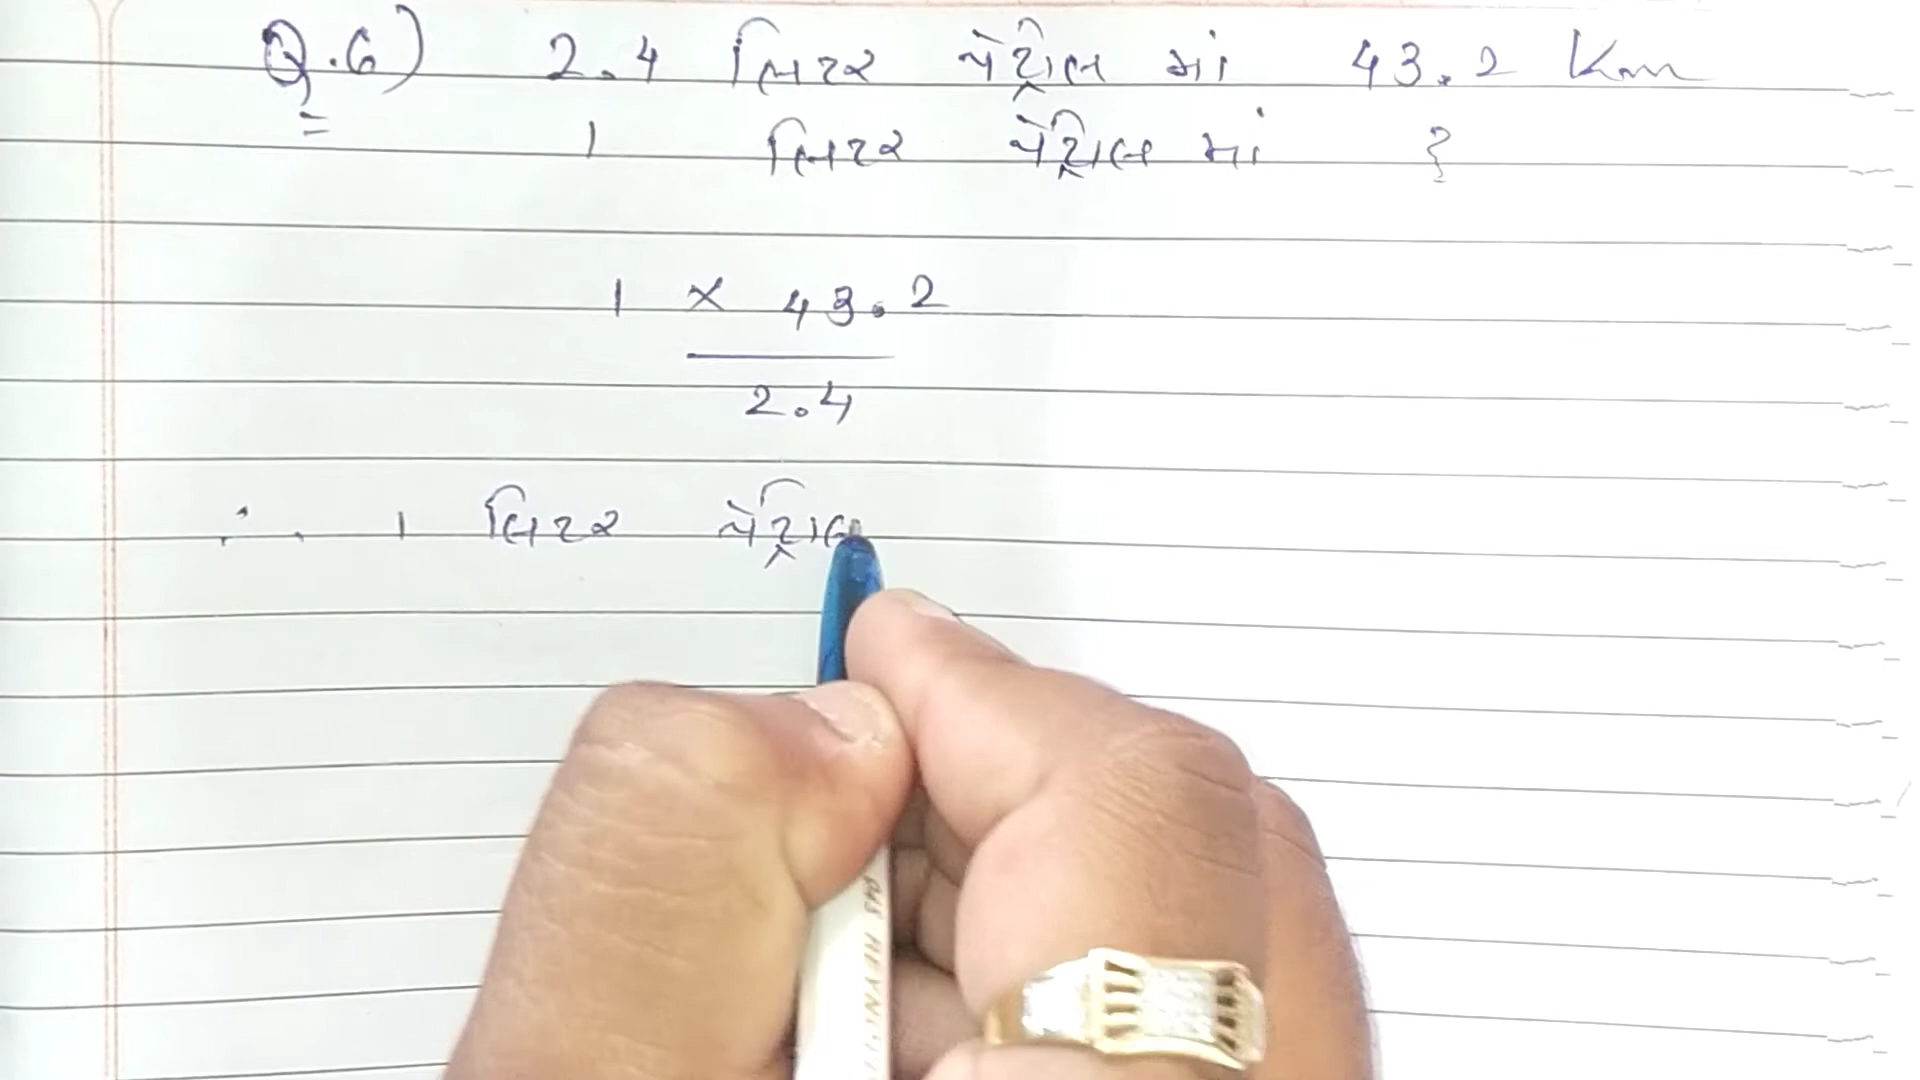 Q.6) 2.4 લિટર પેટ્રોલ માં 43.2 Km
= 1 લિટર પેટ્રોલ માં ?
1 × 43.2
2.4
∴ 1 લિટર પેટ્રોલ